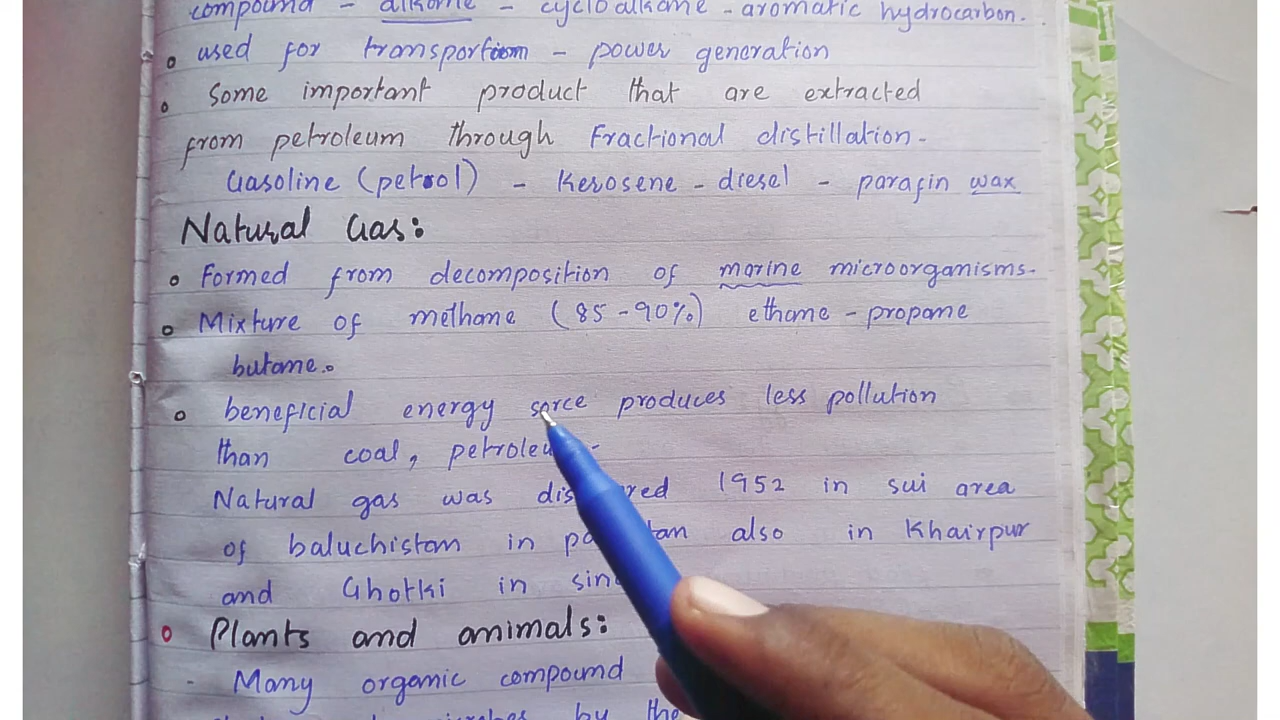 compound - alkane - cycloalkane - aromatic hydrocarbon.
used for - power generation
Some important product that are extracted
from petroleum through Fractional distillation -
Gasoline (petrol) - Kerosene - diesel - parafin wax
Natural Gas:
Formed from decomposition of marine microorganisms.
Mixture of methane (85-90%) ethane - propane
butane.
beneficial energy sorce produces less pollution
than coal, -
Natural gas was 1952 in sui area
of baluchistan in also in Khairpur
and Ghotki in
Plants and animals:
- Many organic compound
by the